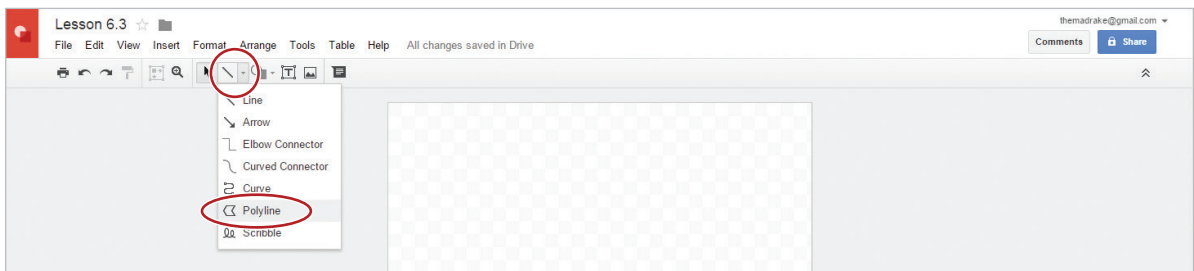 Lesson 6.3
themadrake@gmail.com
File Edit View Insert Format Arrange Tools Table Help All changes saved in Drive
Comments Share
Line
Arrow
Elbow Connector
Curved Connector
Curve
Polyline
Scribble